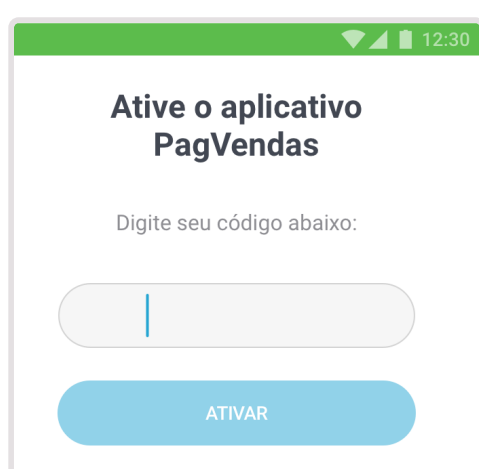 12:30
Ative o aplicativo
PagVendas
Digite seu código abaixo:
ATIVAR